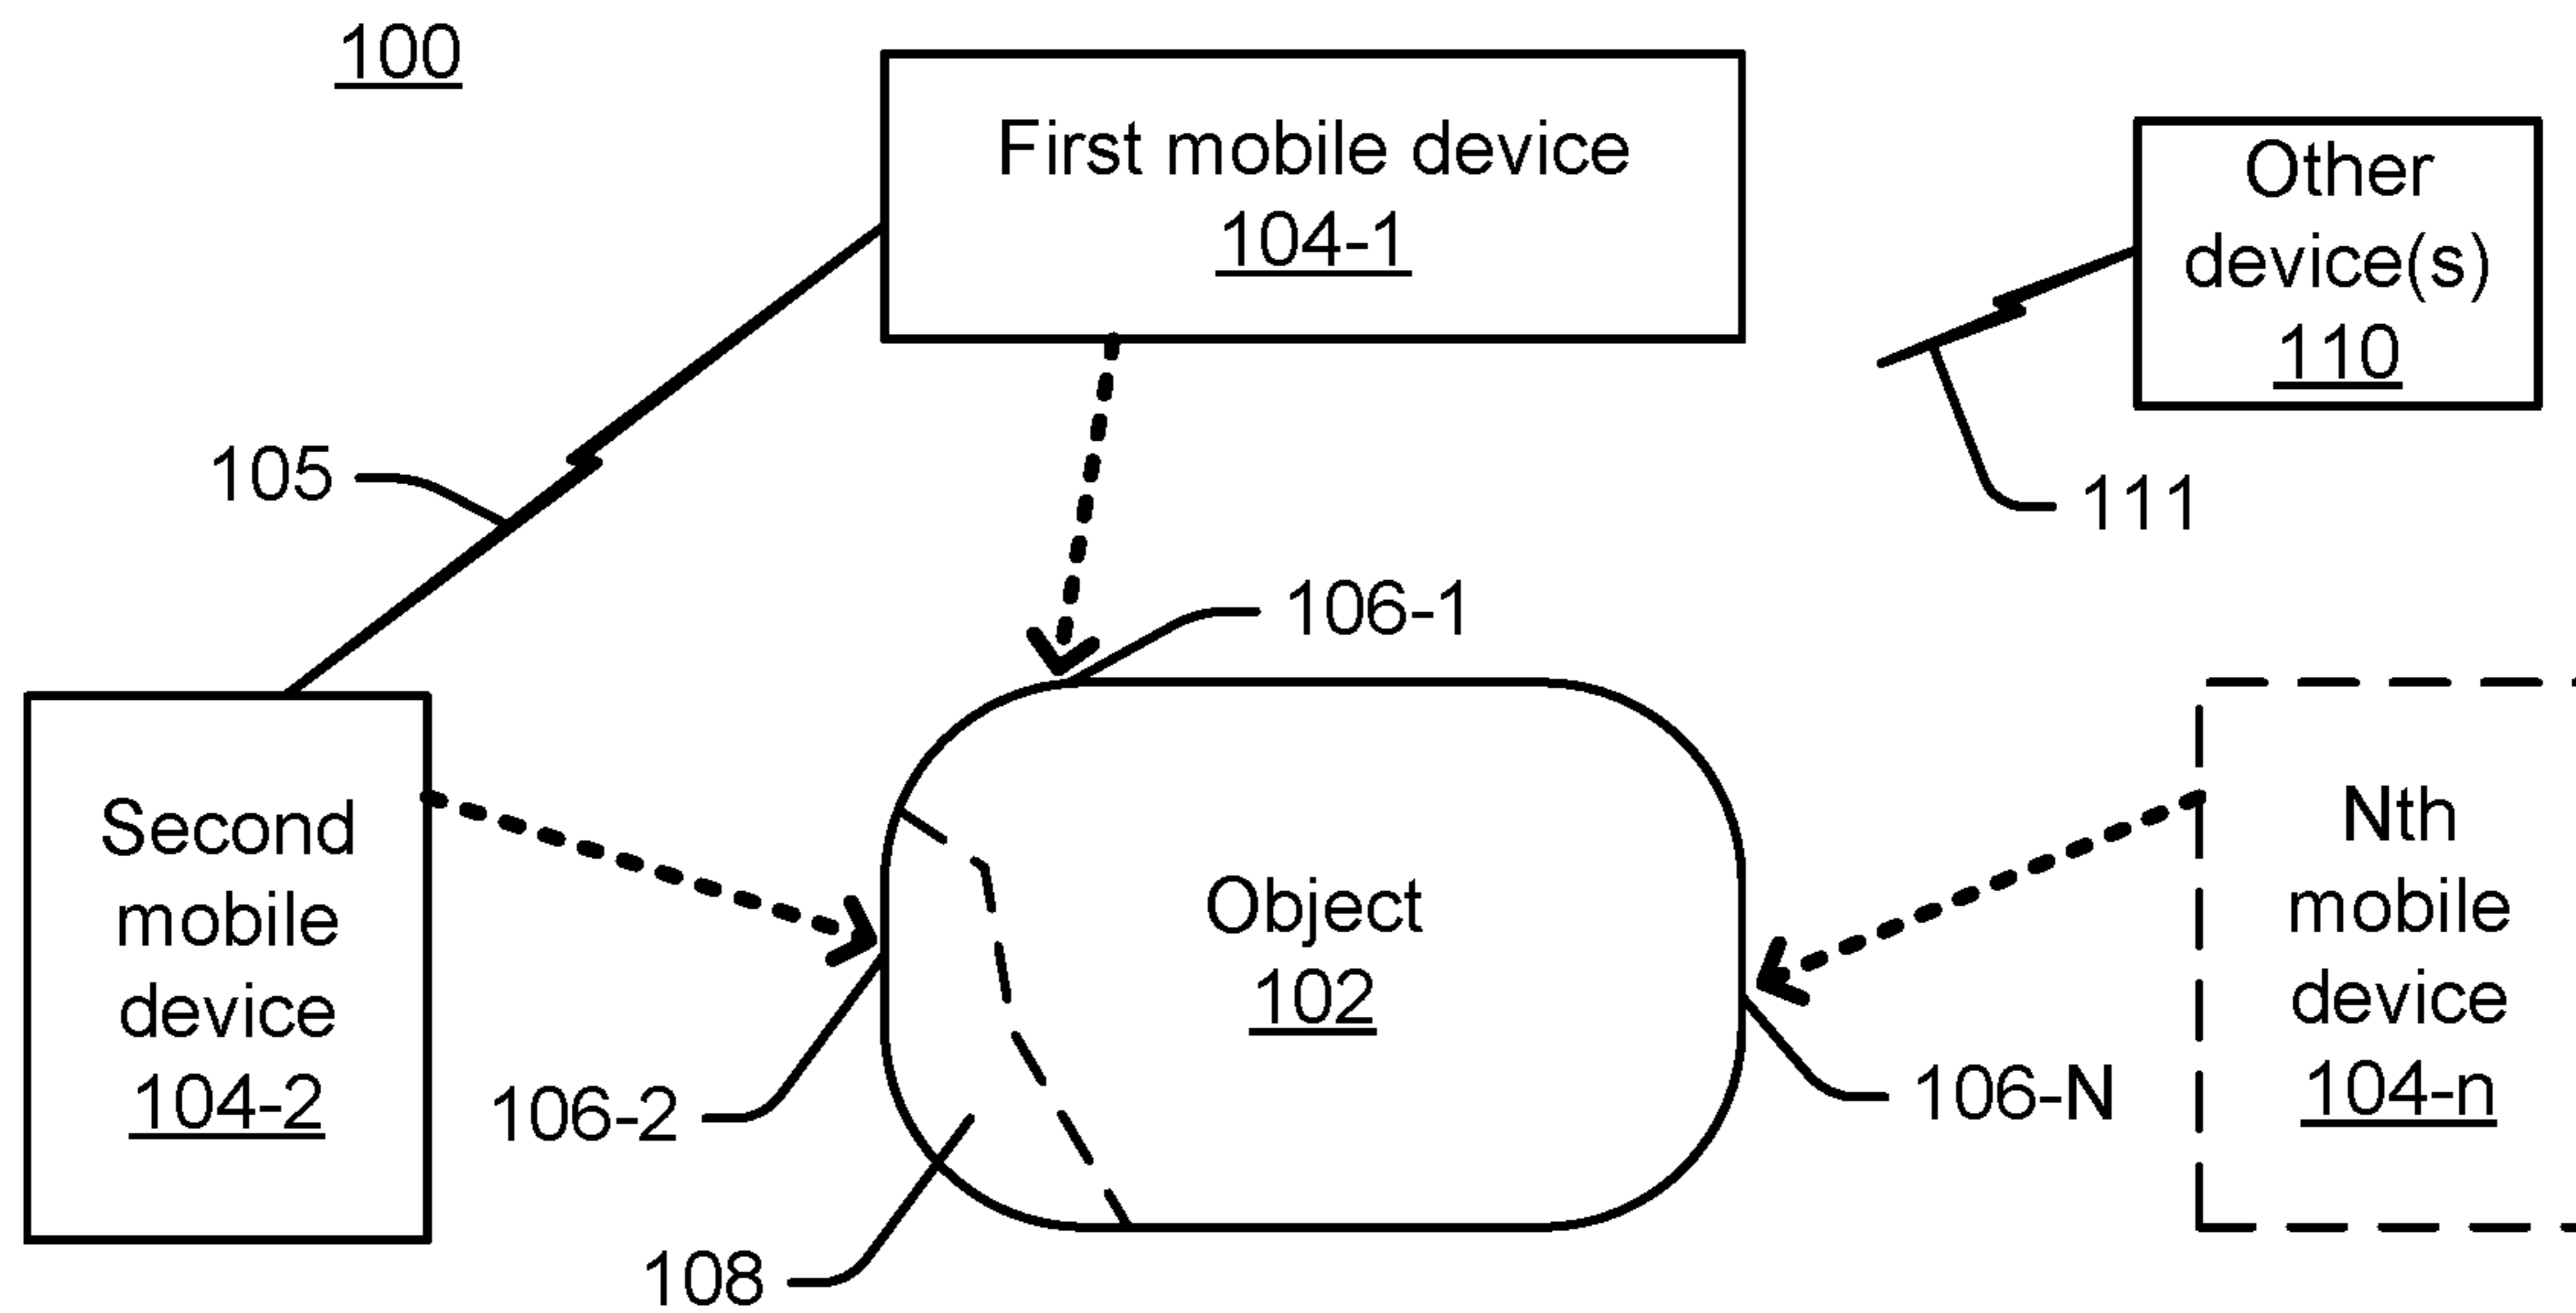 100
First mobile device
104-1
Other
device(s)
110
105
111
106-1
Second
mobile
device
104-2
Object
102
Nth
mobile
device
104-n
106-2
106-N
108